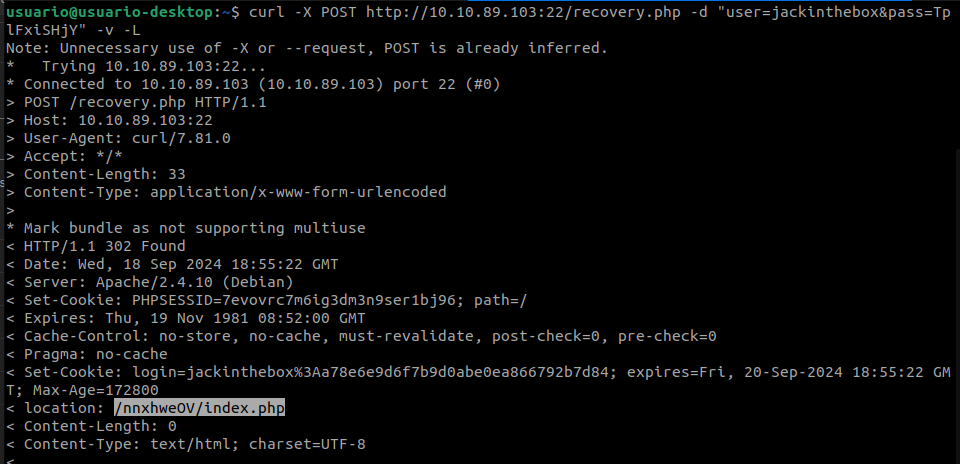 usuario@usuario-desktop:~$ curl -X POST http://10.10.89.103:22/recovery.php -d "user=jackinthebox&pass=Tp
lFxiSHjY" -v -L
Note: Unnecessary use of -X or --request, POST is already inferred.
*   Trying 10.10.89.103:22...
* Connected to 10.10.89.103 (10.10.89.103) port 22 (#0)
> POST /recovery.php HTTP/1.1
> Host: 10.10.89.103:22
> User-Agent: curl/7.81.0
> Accept: */*
> Content-Length: 33
> Content-Type: application/x-www-form-urlencoded
>
* Mark bundle as not supporting multiuse
< HTTP/1.1 302 Found
< Date: Wed, 18 Sep 2024 18:55:22 GMT
< Server: Apache/2.4.10 (Debian)
< Set-Cookie: PHPSESSID=7evovrc7m6ig3dm3n9ser1bj96; path=/
< Expires: Thu, 19 Nov 1981 08:52:00 GMT
< Cache-Control: no-store, no-cache, must-revalidate, post-check=0, pre-check=0
< Pragma: no-cache
< Set-Cookie: login=jackinthebox%3Aa78e6e9d6f7b9d0abe0ea866792b7d84; expires=Fri, 20-Sep-2024 18:55:22 GM
T; Max-Age=172800
< location: /nnxhweOV/index.php
< Content-Length: 0
< Content-Type: text/html; charset=UTF-8
<